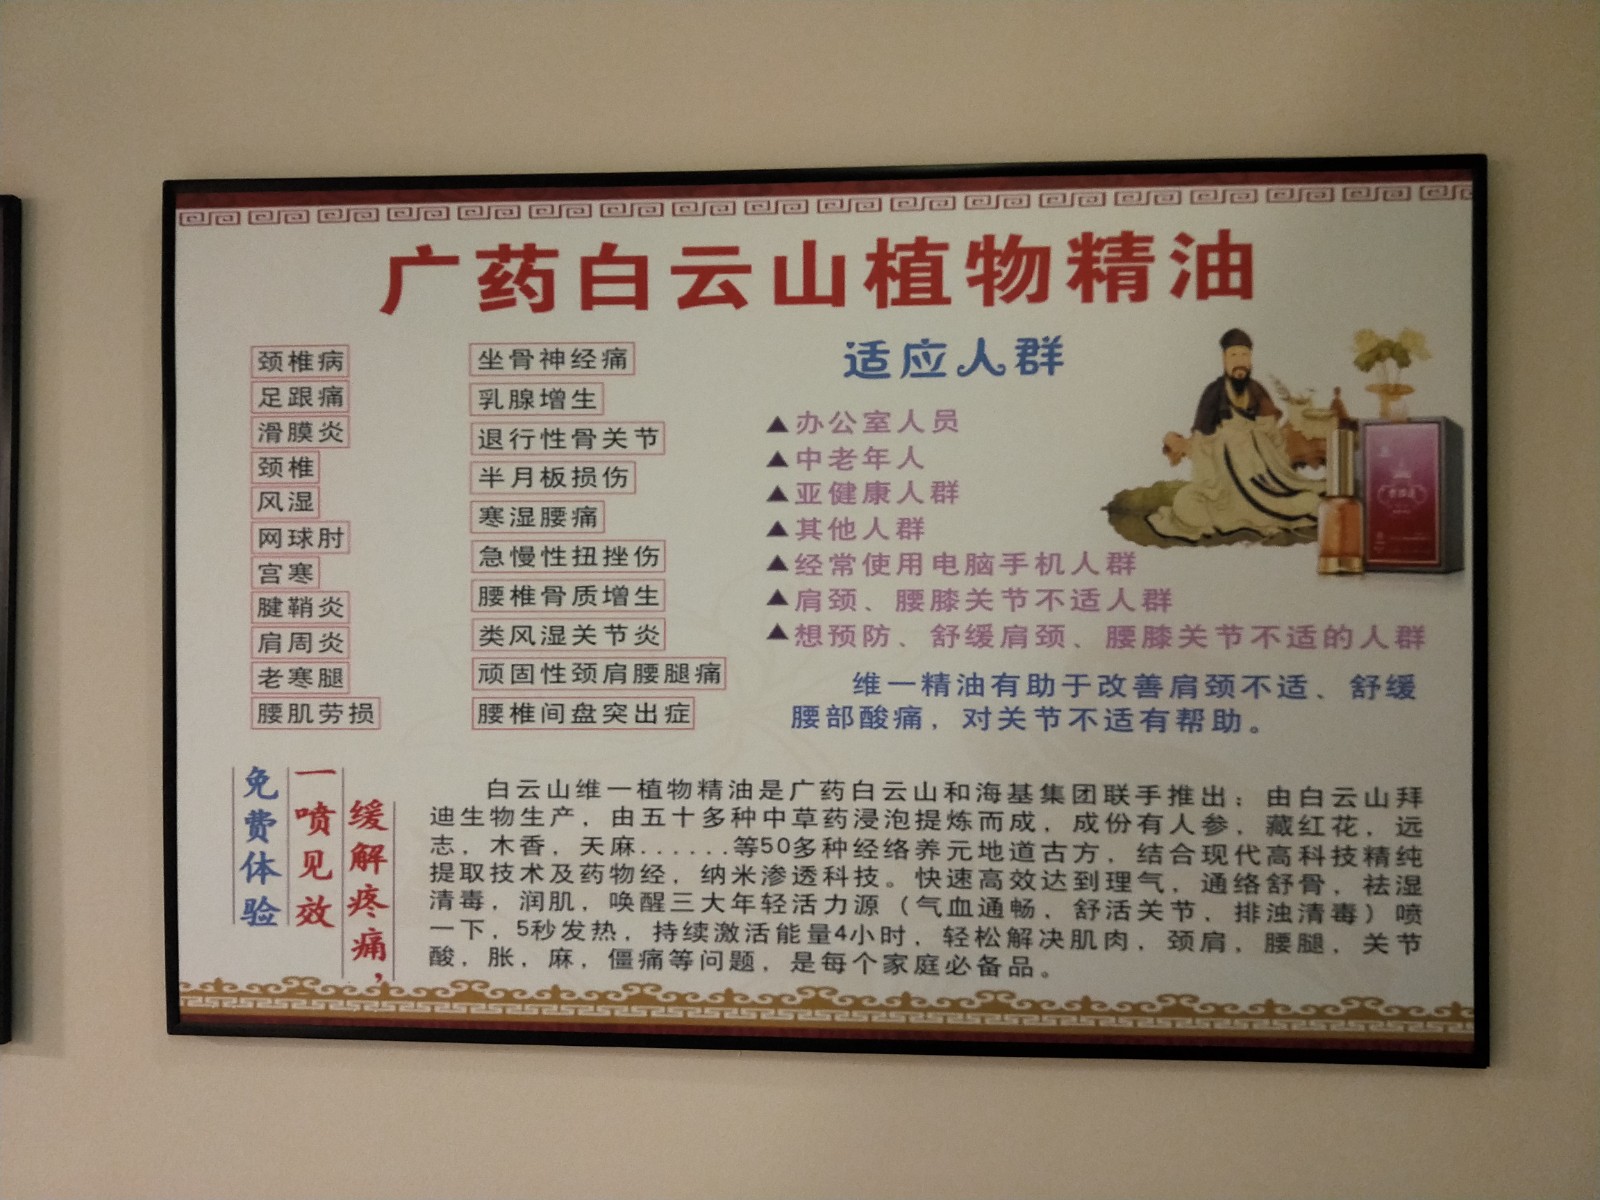 广药白云山植物精油
颈椎病
足跟痛
滑膜炎
颈椎
风湿
网球肘
宫寒
腱鞘炎
肩周炎
老寒腿
腰肌劳损
坐骨神经痛
乳腺增生
退行性骨关节
半月板损伤
寒湿腰痛
急慢性扭挫伤
腰椎骨质增生
类风湿关节炎
顽固性颈肩腰腿痛
腰椎间盘突出症
适应人群
▲办公室人员
▲中老年人
▲亚健康人群
▲其他人群
▲经常使用电脑手机人群
▲肩颈、腰膝关节不适人群
▲想预防、舒缓肩颈、腰膝关节不适的人群
维一精油有助于改善肩颈不适、舒缓
腰部酸痛，对关节不适有帮助。
缓解疼痛，
一喷见效
免费体验
白云山维一植物精油是广药白云山和海基集团联手推出；由白云山拜
迪生物生产，由五十多种中草药浸泡提炼而成，成份有人参，藏红花，远
志，木香，天麻......等50多种经络养元地道古方，结合现代高科技精纯
提取技术及药物经，纳米渗透科技。快速高效达到理气，通络舒骨，祛湿
清毒，润肌，唤醒三大年轻活力源（气血通畅，舒活关节，排浊清毒）喷
一下，5秒发热，持续激活能量4小时，轻松解决肌肉，颈肩，腰腿，关节
酸，胀，麻，僵痛等问题，是每个家庭必备品。